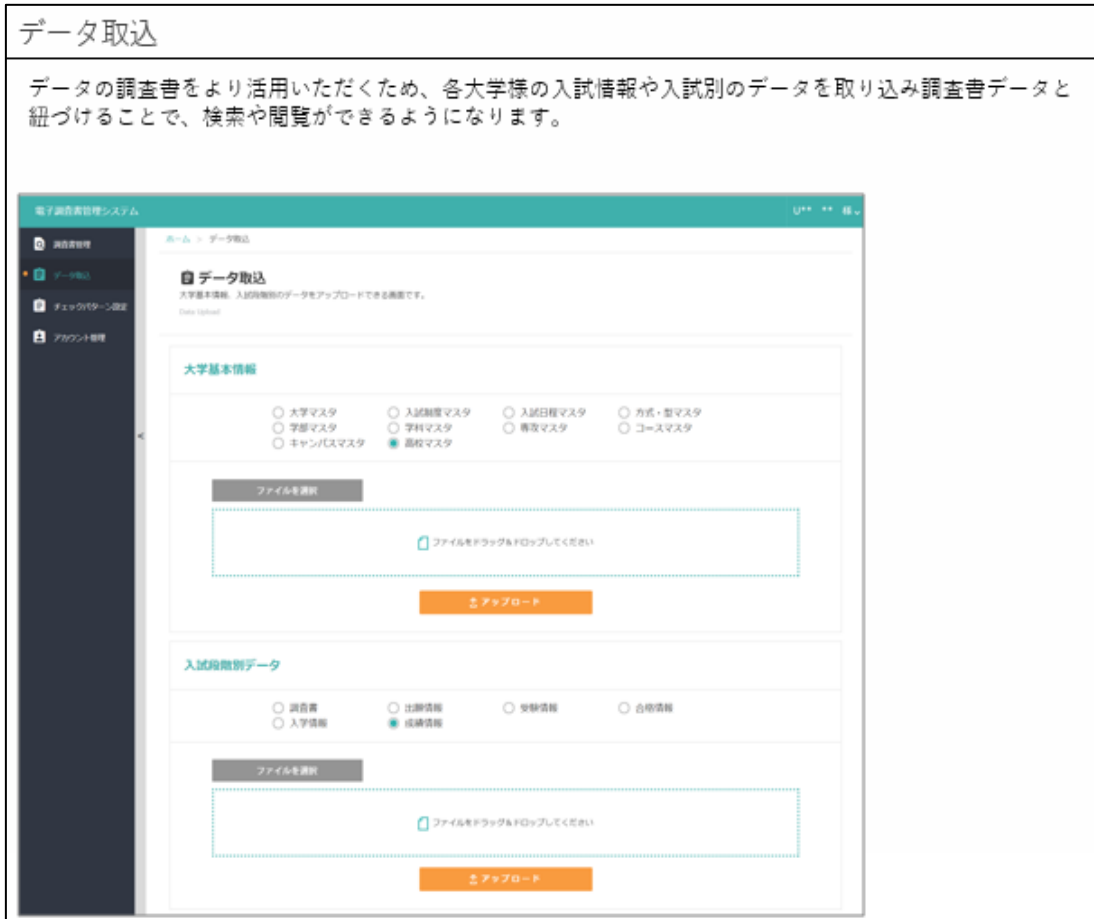 データ取込
データの調査書をより活用いただくため、各大学様の入試情報や入試別のデータを取り込み調査書データと
紐づけることで、検索や閲覧ができるようになります。
電子調査書管理システム U** ** 様
調査書管理
データ取込
チェックパターン設定
アカウント管理
ホーム > データ取込
データ取込
大学基本情報、入試段階別のデータをアップロードできる画面です。
Data Upload
大学基本情報
大学マスタ 入試制度マスタ 入試日程マスタ 方式・型マスタ
学部マスタ 学科マスタ 専攻マスタ コースマスタ
キャンパスマスタ 高校マスタ
ファイルを選択
ファイルをドラッグ&ドロップしてください
アップロード
入試段階別データ
調査書 出願情報 受験情報 合格情報
入学情報 成績情報
ファイルを選択
ファイルをドラッグ&ドロップしてください
アップロード